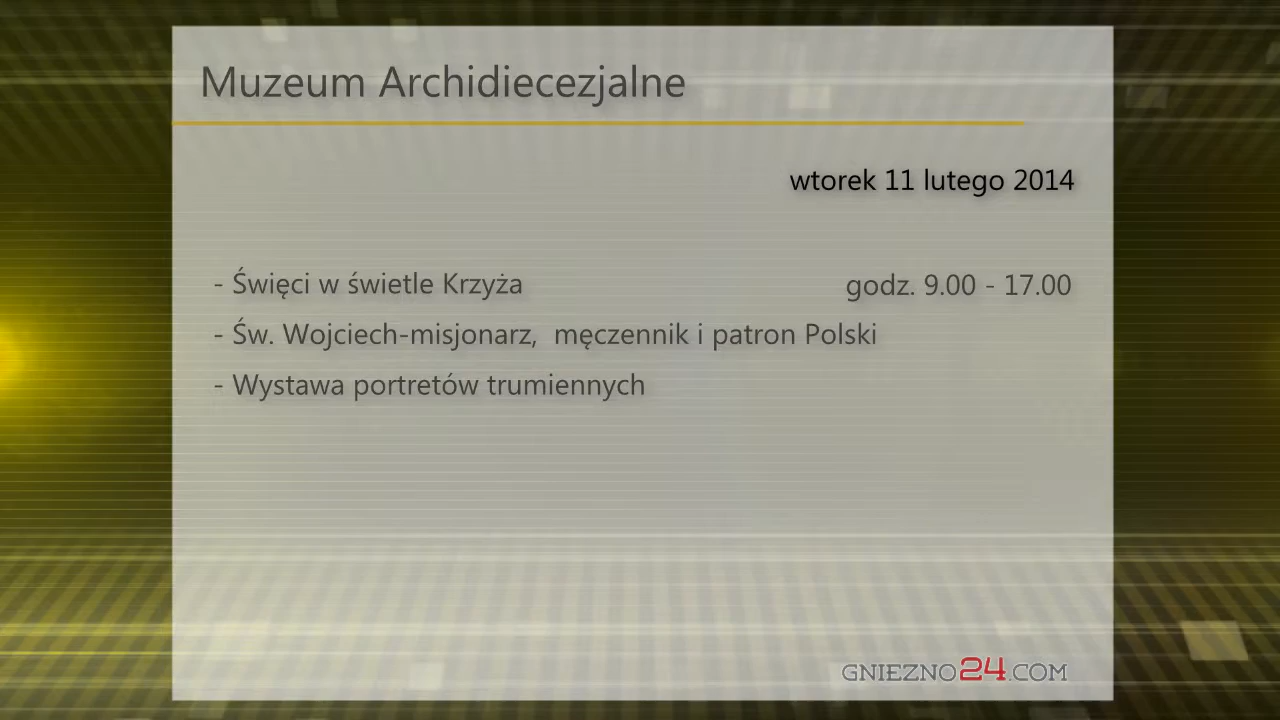 Muzeum Archidiecezjalne
wtorek 11 lutego 2014
- Święci w świetle Krzyża godz. 9.00 - 17.00
- Św. Wojciech-misjonarz, męczennik i patron Polski
- Wystawa portretów trumiennych
GNIEZNO24.COM